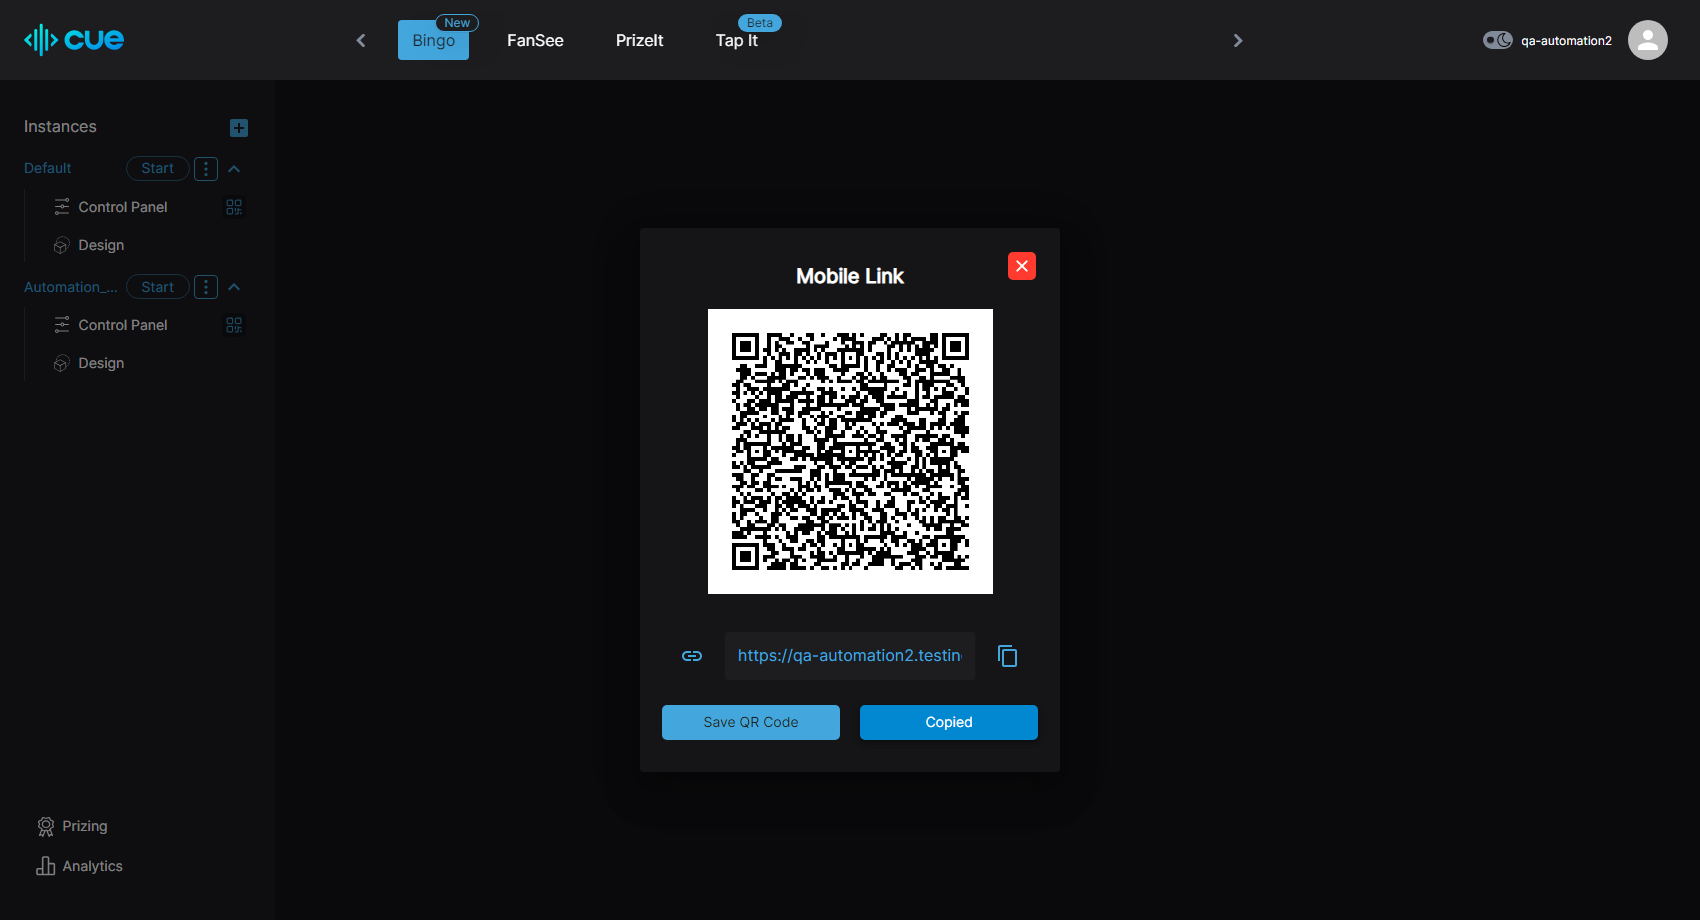 cue
Bingo
New
FanSee
PrizeIt
Tap It
Beta
qa-automation2
Instances
Default
Start
Control Panel
Design
Automation_...
Start
Control Panel
Design
Mobile Link
https://qa-automation2.testin
Save QR Code
Copied
Prizing
Analytics